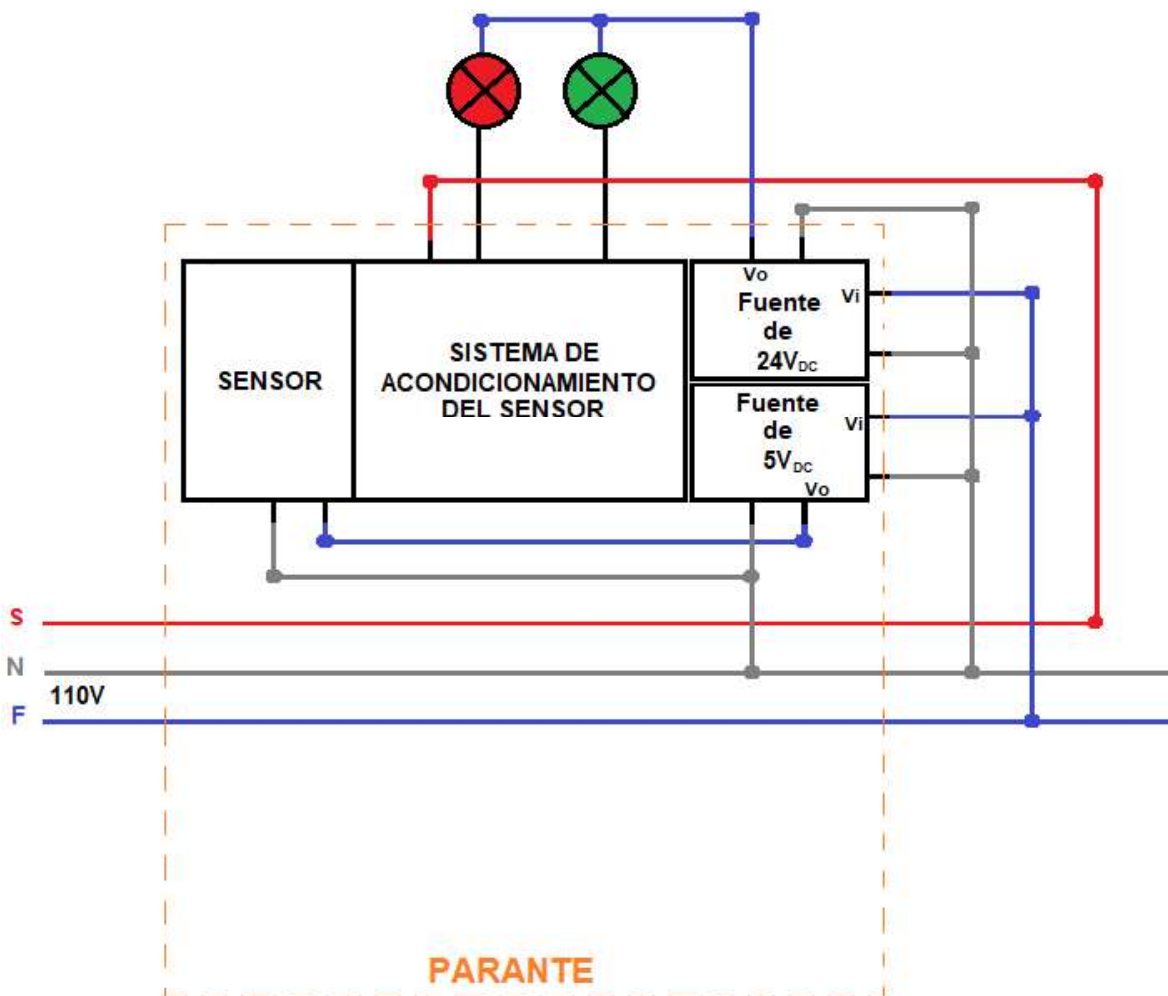 Vo
Vi
Fuente
de
24VDC
SENSOR
SISTEMA DE
ACONDICIONAMIENTO
DEL SENSOR
Fuente
de
5VDC
Vi
Vo
S
N
110V
F
PARANTE